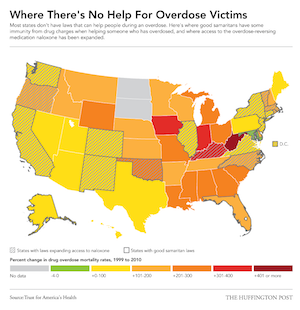 Where There's No Help For Overdose Victims
Most states don't have laws that can help people during an overdose. Here's where good samaritans have some
immunity from drug charges when helping someone who has overdosed, and where access to the overdose-reversing
medication naloxone has been expanded.
D.C.
States with laws expanding access to naloxone
States with good samaritan laws
Percent change in drug overdose mortality rates, 1999 to 2010
No data
+0-100
+101-200
+201-300
+301-400
+401 or more
Source: Trust for America's Health
THE HUFFINGTON POST